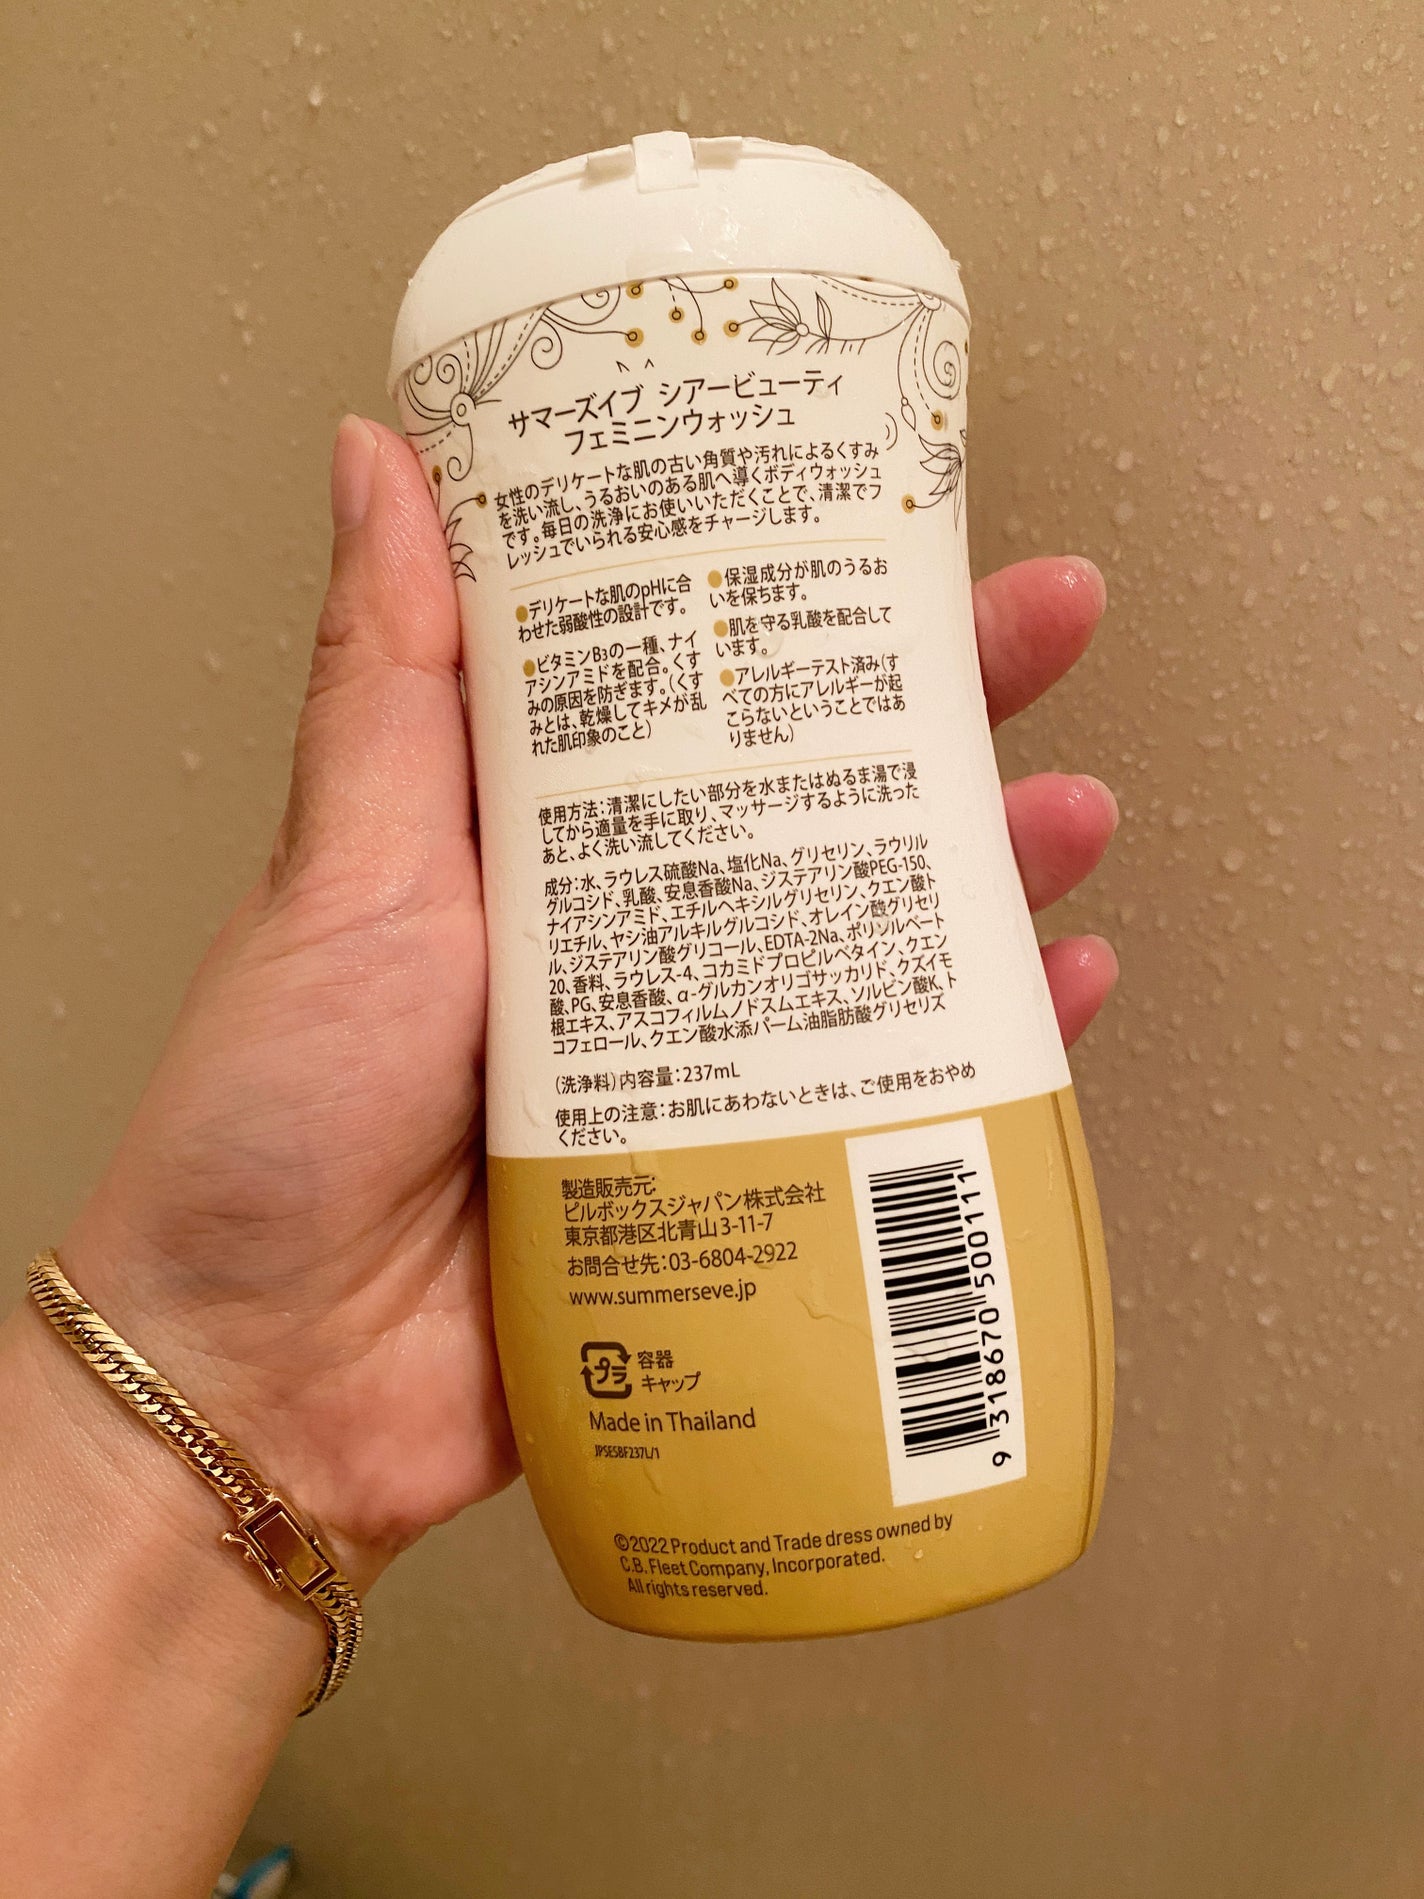 サマーズイブ シアービューティ
フェミニンウォッシュ
女性のデリケートな肌の古い角質や汚れによるくすみ
を洗い流し、うるおいのある肌へ導くボディウォッシュ
です。毎日の洗浄にお使いいただくことで、清潔でフ
レッシュでいられる安心感をチャージします。
●デリケートな肌のpHに合
わせた弱酸性の設計です。
●ビタミンB₃の一種、ナイ
アシンアミドを配合。くす
みの原因を防ぎます。(くす
みとは、乾燥してキメが乱
れた肌印象のこと)
●保湿成分が肌のうるお
いを保ちます。
●肌を守る乳酸を配合して
います。
●アレルギーテスト済み(す
べての方にアレルギーが起
こらないということではあ
りません)
使用方法:清潔にしたい部分を水またはぬるま湯で浸
してから適量を手に取り、マッサージするように洗った
あと、よく洗い流してください。
成分:水、ラウレス硫酸Na、塩化Na、グリセリン、ラウリル
グルコシド、乳酸、安息香酸Na、ジステアリン酸PEG-150、
ナイアシンアミド、エチルヘキシルグリセリン、クエン酸ト
リエチル、ヤシ油アルキルグルコシド、オレイン酸グリセリ
ル、ジステアリン酸グリコール、EDTA-2Na、ポリソルベート
20、香料、ラウレス-4、コカミドプロピルベタイン、クエン
酸、PG、安息香酸、α-グルカンオリゴサッカリド、クズイモ
根エキス、アスコフィルムノドスムエキス、ソルビン酸K、ト
コフェロール、クエン酸水添パーム油脂肪酸グリセリズ
(洗浄料)内容量:237mL
使用上の注意:お肌にあわないときは、ご使用をおやめ
ください。
製造販売元:
ピルボックスジャパン株式会社
東京都港区北青山3-11-7
お問合せ先:03-6804-2922
www.summerseve.jp
プラ
容器
キャップ
Made in Thailand
JPSESBF237L/1
9 318670 500111
©2022 Product and Trade dress owned by
C.B. Fleet Company, Incorporated.
All rights reserved.